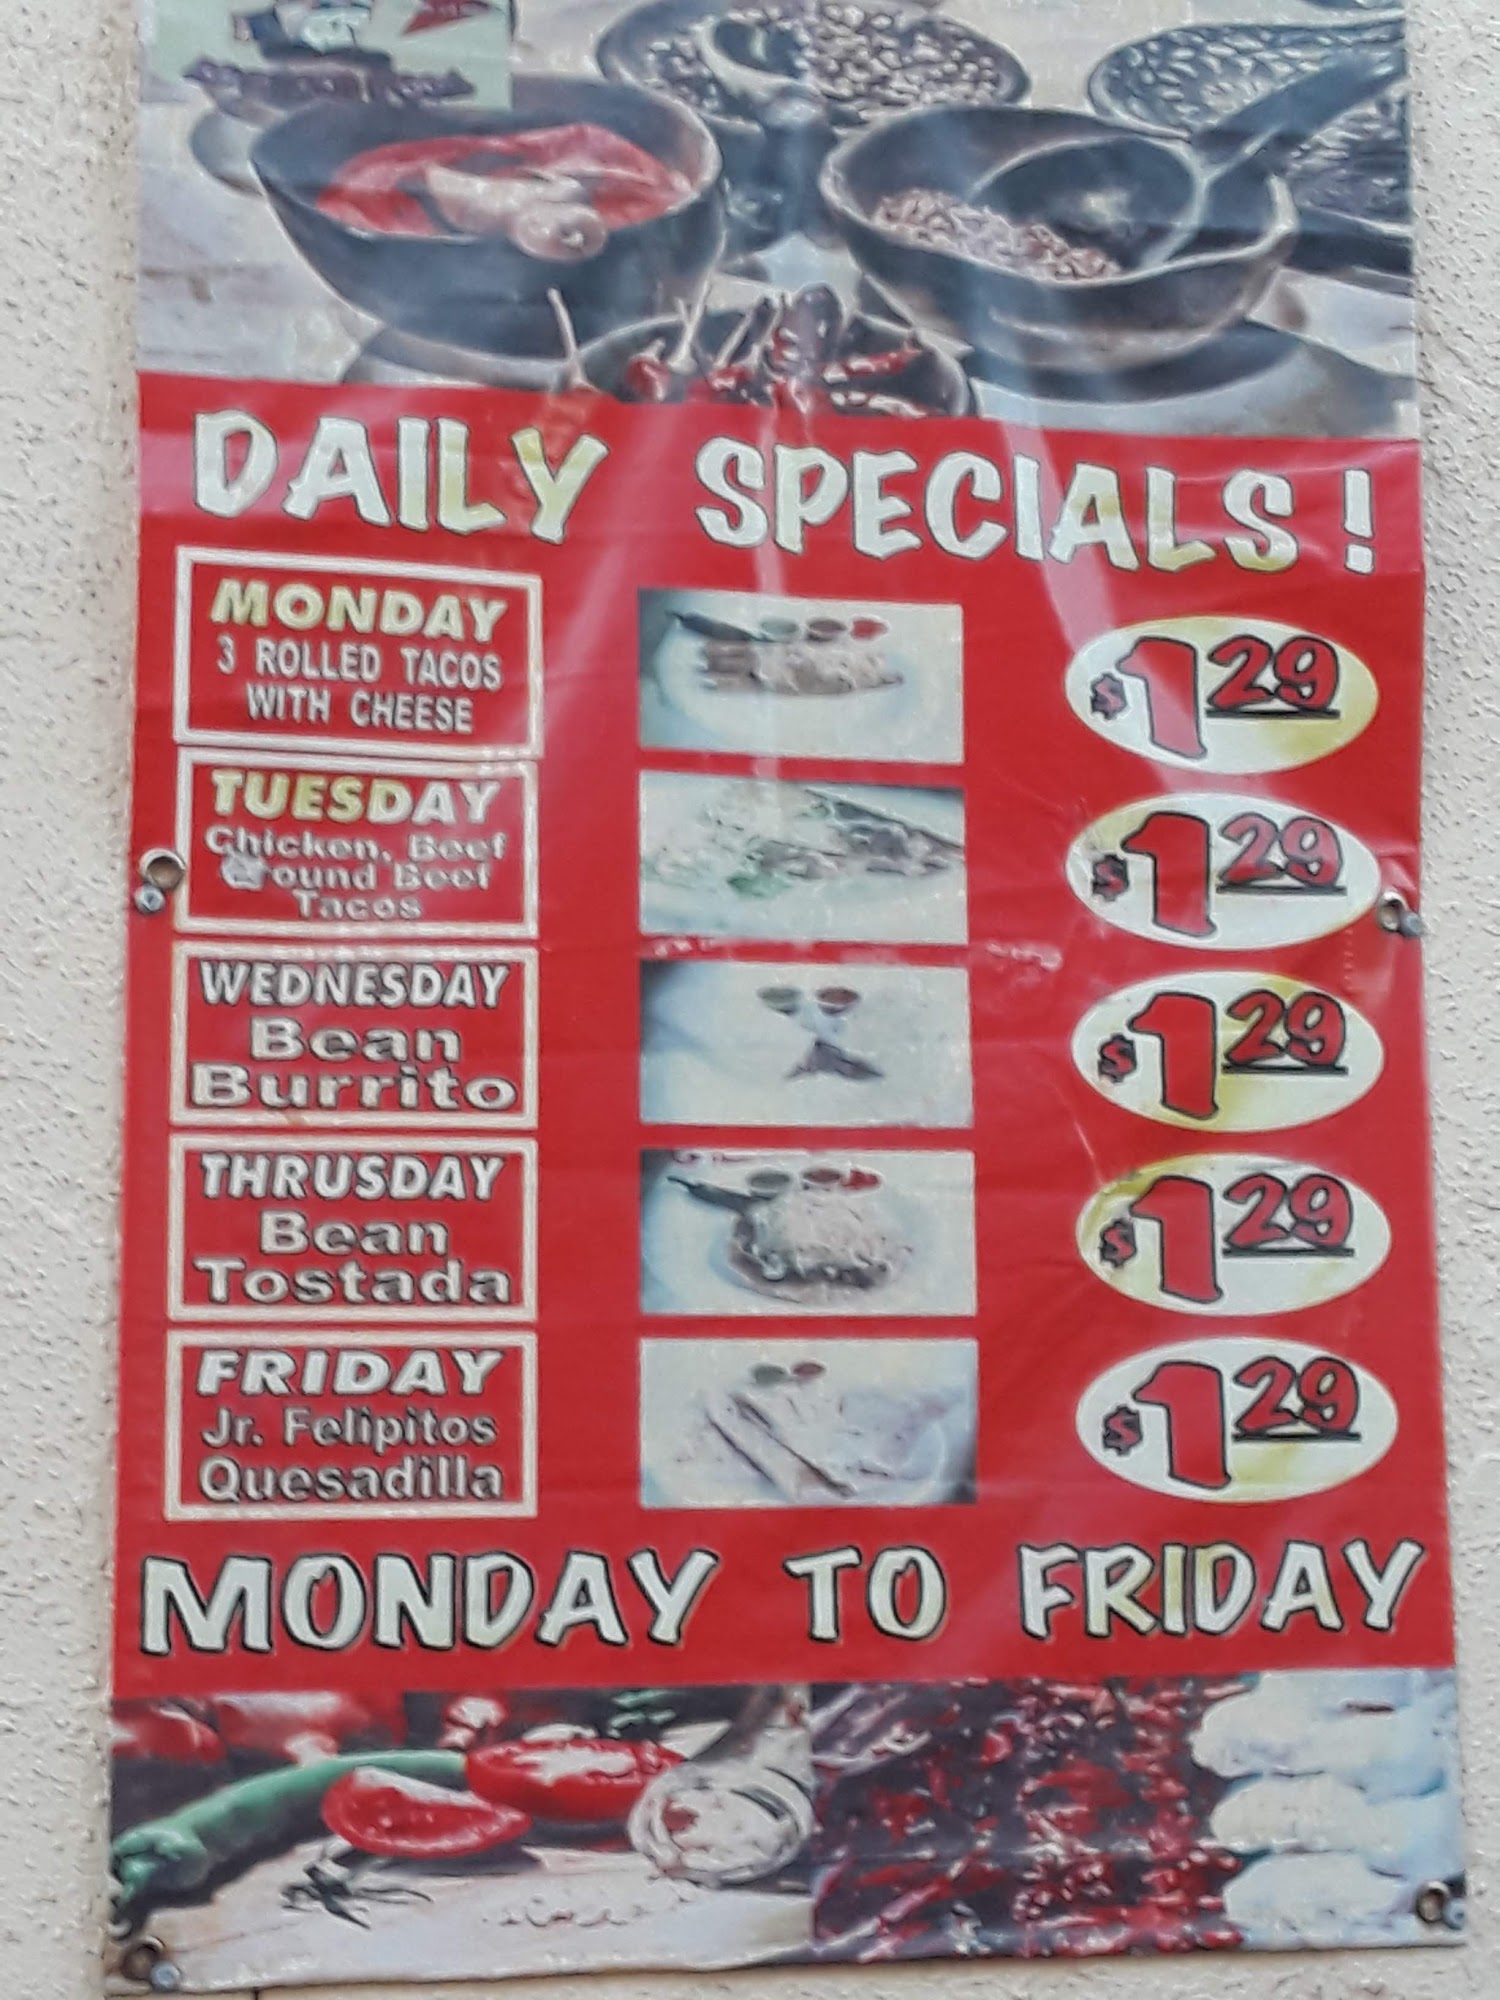 DAILY SPECIALS!
MONDAY
3 ROLLED TACOS
WITH CHEESE
$1 29
TUESDAY
Chicken, Beef
Ground Beef
Tacos
$1 29
WEDNESDAY
Bean
Burrito
$1 29
THRUSDAY
Bean
Tostada
$1 29
FRIDAY
Jr. Felipitos
Quesadilla
$1 29
MONDAY TO FRIDAY